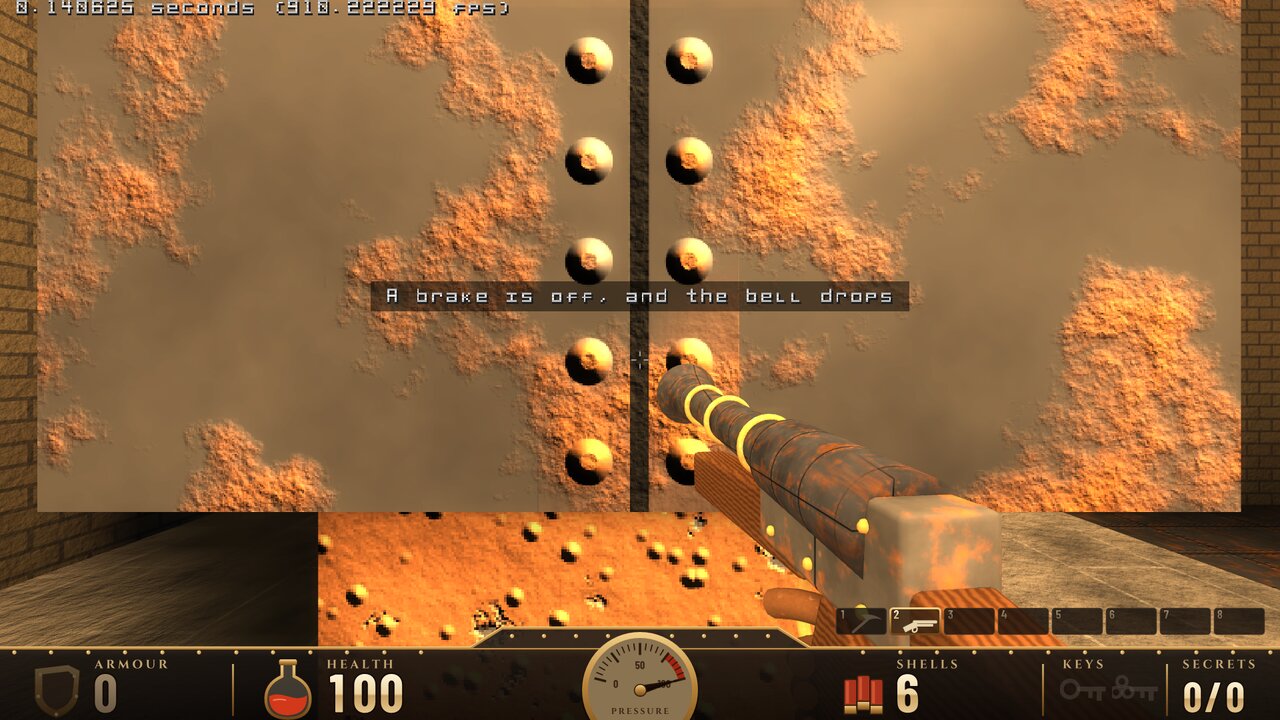 0.140625 seconds (910.222229 fps)
A brake is off, and the bell drops
1 2 3 4 5 6 7 8
ARMOUR
0
HEALTH
100
0 50 100
PRESSURE
SHELLS
6
KEYS
SECRETS
0/0